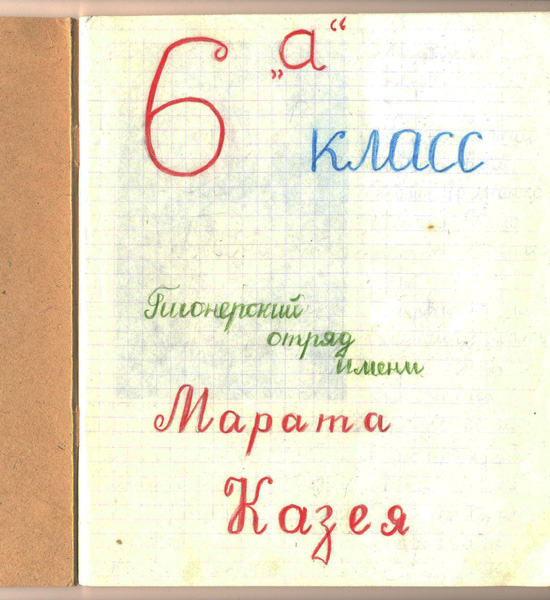 6 „а“
класс
Пионерский
отряд
имени
Марата
Казея